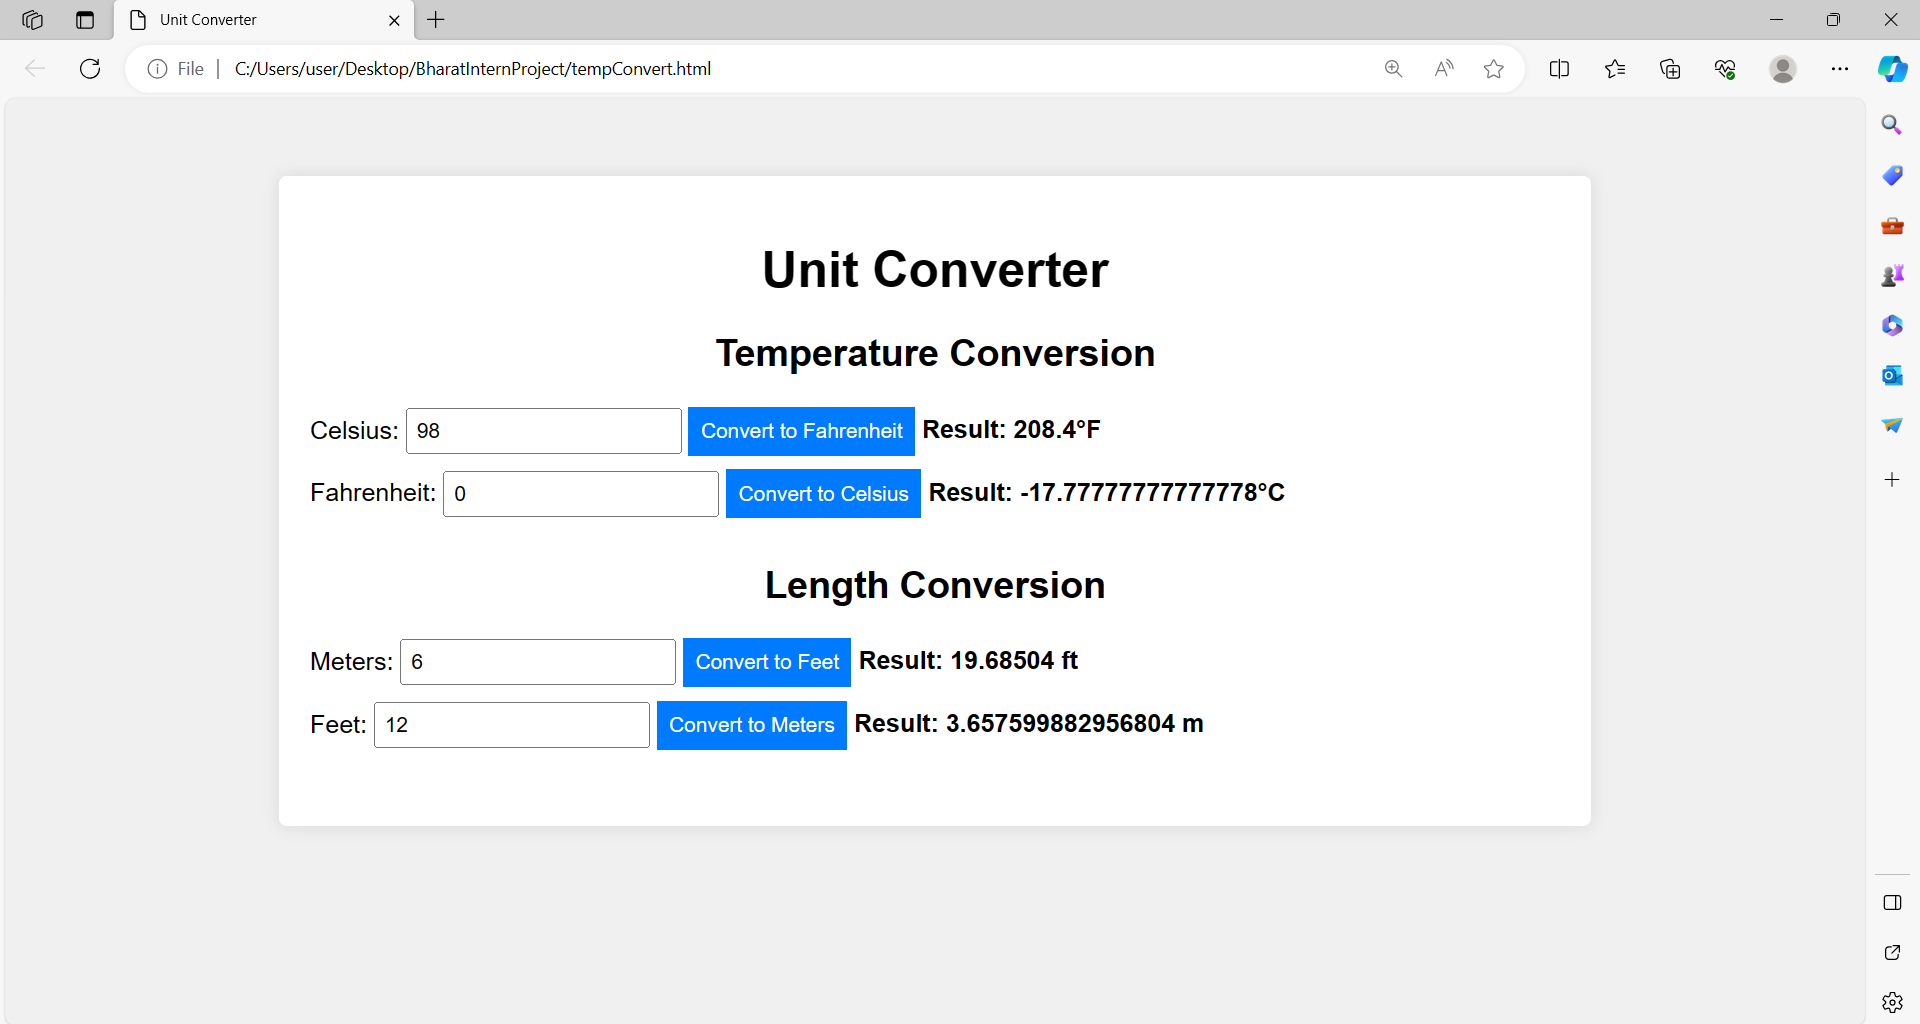 Unit Converter
File C:/Users/user/Desktop/BharatInternProject/tempConvert.html
Unit Converter
Temperature Conversion
Celsius: 98 Convert to Fahrenheit Result: 208.4°F
Fahrenheit: 0 Convert to Celsius Result: -17.77777777777778°C
Length Conversion
Meters: 6 Convert to Feet Result: 19.68504 ft
Feet: 12 Convert to Meters Result: 3.657599882956804 m